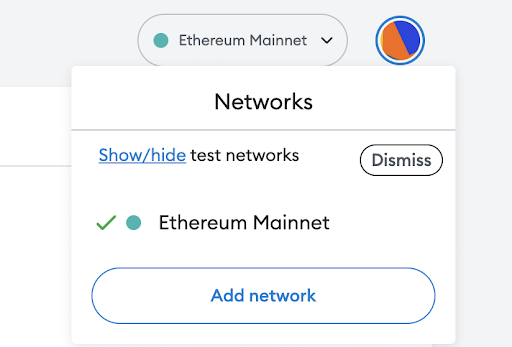 Ethereum Mainnet
Networks
Show/hide test networks
Dismiss
Ethereum Mainnet
Add network